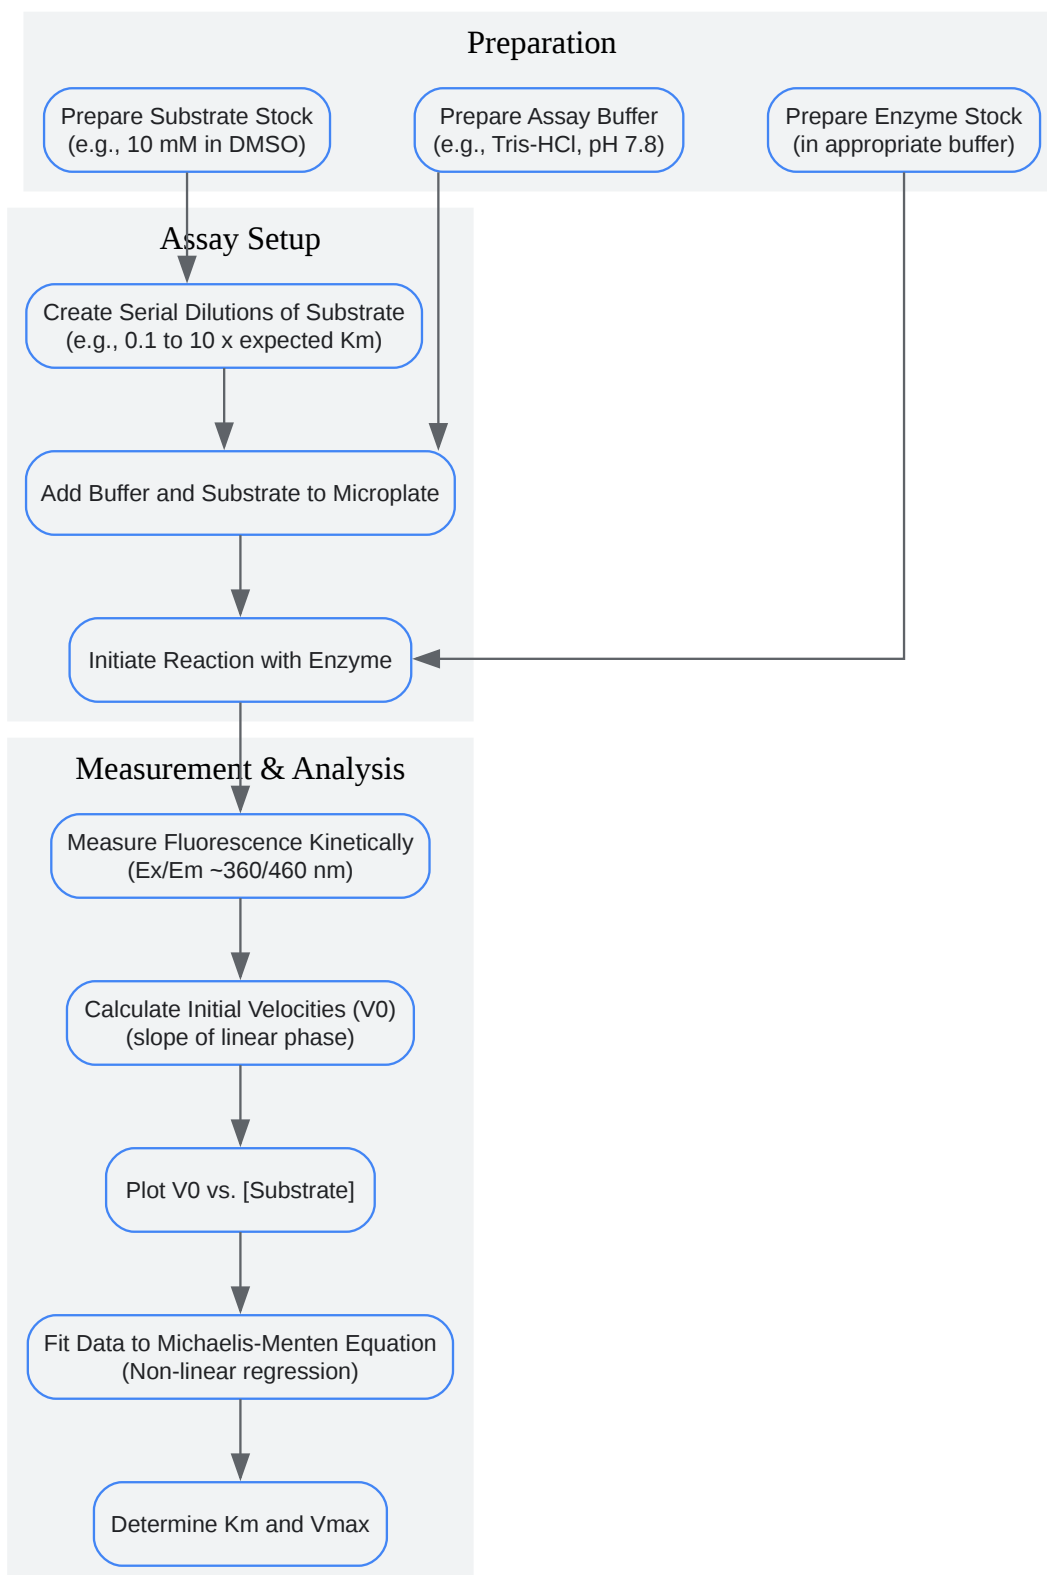 Preparation
Prepare Substrate Stock
(e.g., 10 mM in DMSO)
Prepare Assay Buffer
(e.g., Tris-HCl, pH 7.8)
Prepare Enzyme Stock
(in appropriate buffer)
Assay Setup
Create Serial Dilutions of Substrate
(e.g., 0.1 to 10 x expected Km)
Add Buffer and Substrate to Microplate
Initiate Reaction with Enzyme
Measurement & Analysis
Measure Fluorescence Kinetically
(Ex/Em ~360/460 nm)
Calculate Initial Velocities (V0)
(slope of linear phase)
Plot V0 vs. [Substrate]
Fit Data to Michaelis-Menten Equation
(Non-linear regression)
Determine Km and Vmax